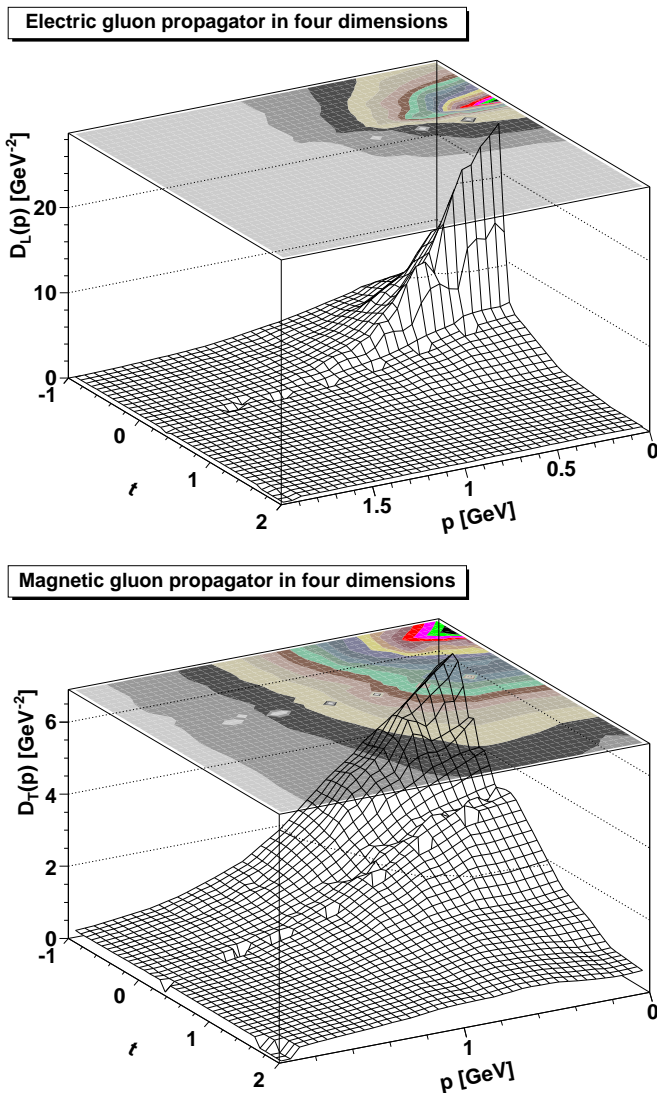 Electric gluon propagator in four dimensions
D_L(p) [GeV⁻²]
20
10
0
-1
0
1
2
t
1.5
1
0.5
0
p [GeV]
Magnetic gluon propagator in four dimensions
D_T(p) [GeV⁻²]
6
4
2
0
-1
0
1
2
t
1
0
p [GeV]